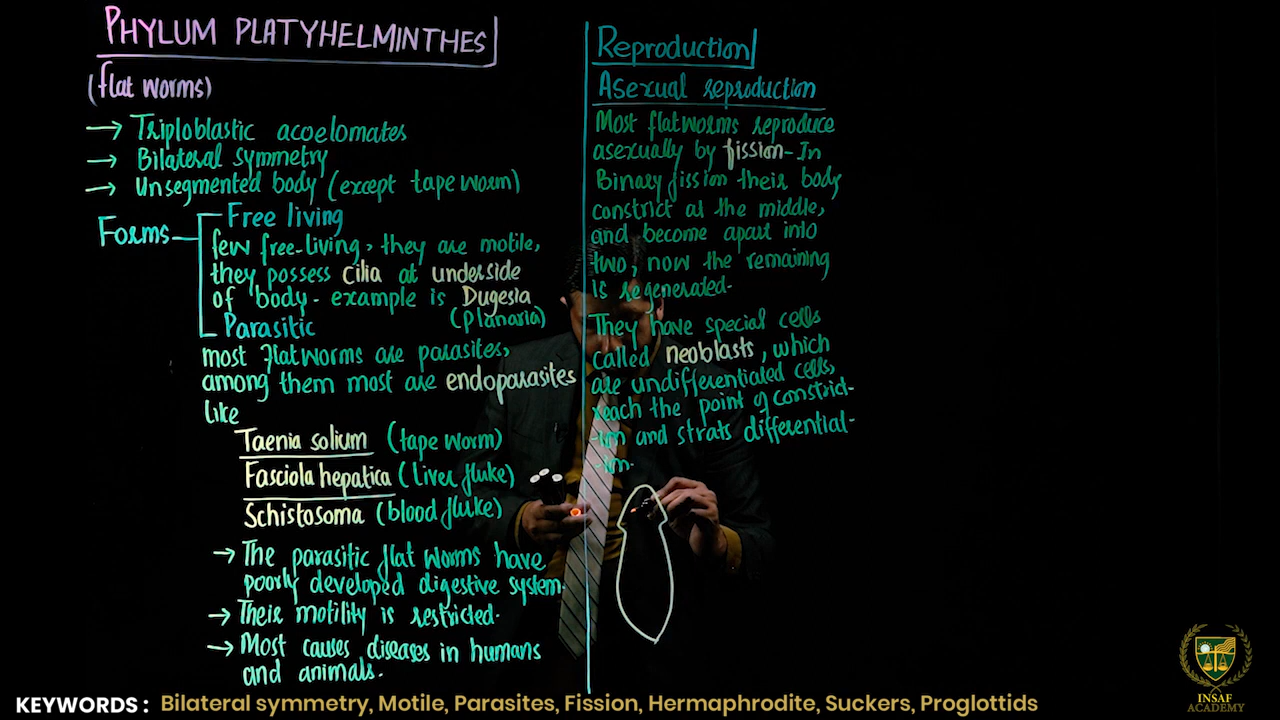 PHYLUM PLATYHELMINTHES
(flat worms)
→ Triploblastic acoelomates
→ Bilateral symmetry
→ Unsegmented body (except tape worm)
Forms
Free living
few free-living, they are motile,
they possess cilia at underside
of body. example is Dugesia
(Planaria)
Parasitic
most flatworms are parasites,
among them most are endoparasites
like
Taenia solium (tape worm)
Fasciola hepatica (liver fluke)
Schistosoma (blood fluke)
→ The parasitic flat worms have
poorly developed digestive system.
→ Their motility is restricted.
→ Most causes diseases in humans
and animals.
Reproduction
Asexual reproduction
Most flatworms reproduce
asexually by fission- In
Binary fission their body
constrict at the middle,
and become apart into
two, now the remaining
is regenerated-
They have special cells
called neoblasts, which
are undifferentiated cells,
reach the point of constrict-
-ion and strats differential-
-ion.
KEYWORDS : Bilateral symmetry, Motile, Parasites, Fission, Hermaphrodite, Suckers, Proglottids
INSAF
ACADEMY